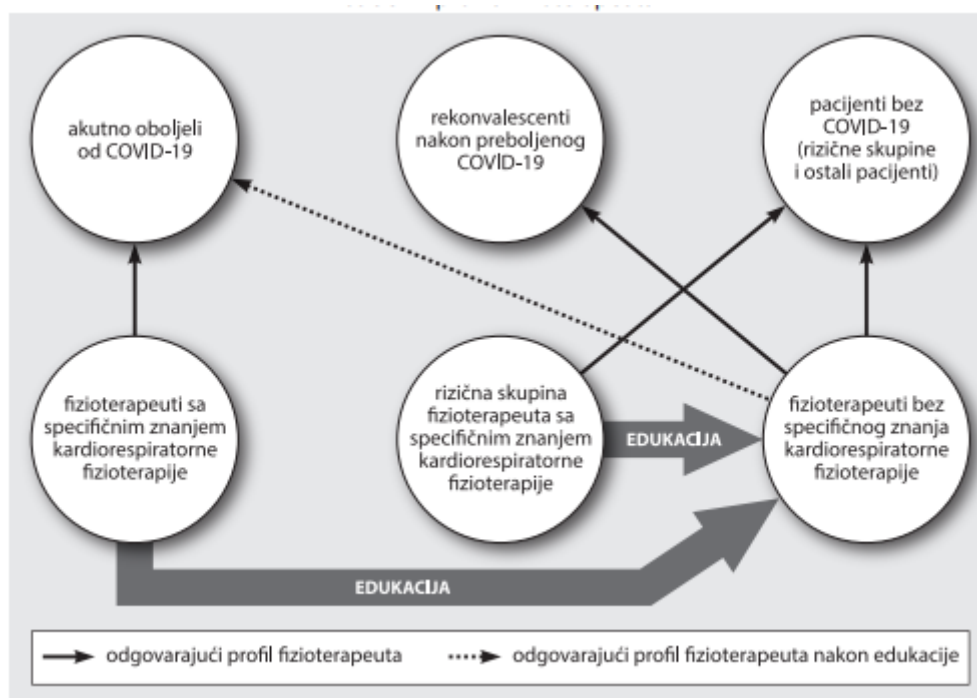 akutno oboljeli
od COVID-19
rekonvalescenti
nakon preboljenog
COVID-19
pacijenti bez
COVID-19
(rizične skupine
i ostali pacijenti)
fizioterapeuti sa
specifičnim znanjem
kardiorespiratorne
fizioterapije
rizična skupina
fizioterapeuta sa
specifičnim znanjem
kardiorespiratorne
fizioterapije
EDUKACIJA
fizioterapeuti bez
specifičnog znanja
kardiorespiratorne
fizioterapije
EDUKACIJA
odgovarajući profil fizioterapeuta
odgovarajući profil fizioterapeuta nakon edukacije